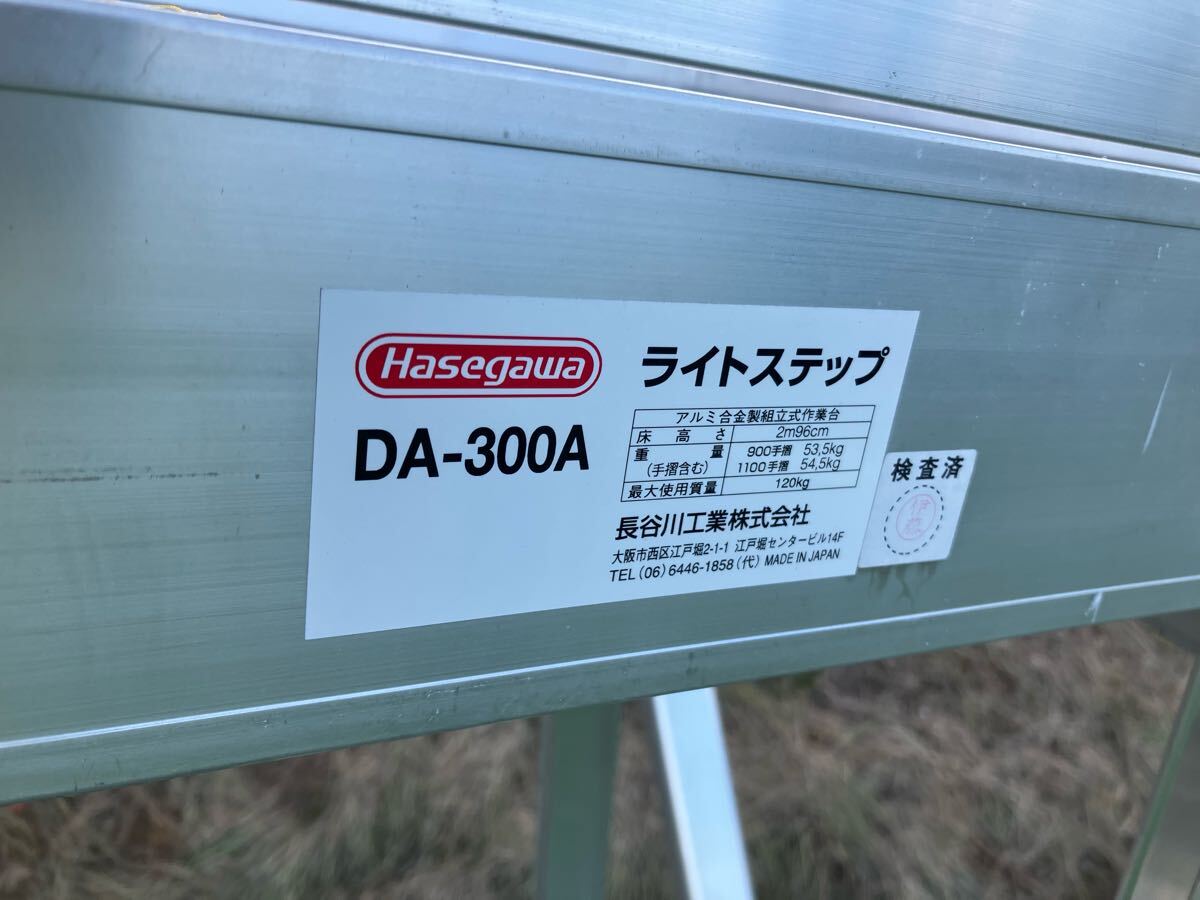 Hasegawa
ライトステップ
DA-300A
アルミ合金製組立式作業台
床高さ 2m96cm
重量 900手摺 53,5kg
(手摺含む) 1100手摺 54,5kg
最大使用質量 120kg
長谷川工業株式会社
大阪市西区江戸堀2-1-1 江戸堀センタービル14F
TEL (06) 6446-1858 (代) MADE IN JAPAN
検査済
伊藤